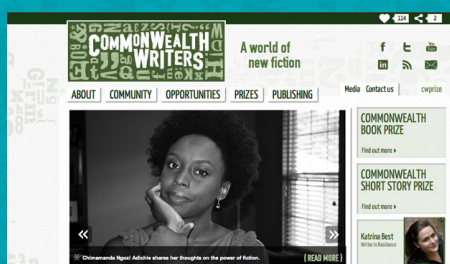 114
2
COMMONWEALTH
WRITERS
A world of
new fiction
ABOUT
COMMUNITY
OPPORTUNITIES
PRIZES
PUBLISHING
Media
Contact us
cwprize
COMMONWEALTH
BOOK PRIZE
Find out more
COMMONWEALTH
SHORT STORY PRIZE
Find out more
Katrina Best
Writer in Residence
Chimamanda Ngozi Adichie shares her thoughts on the power of fiction.
{ READ MORE }